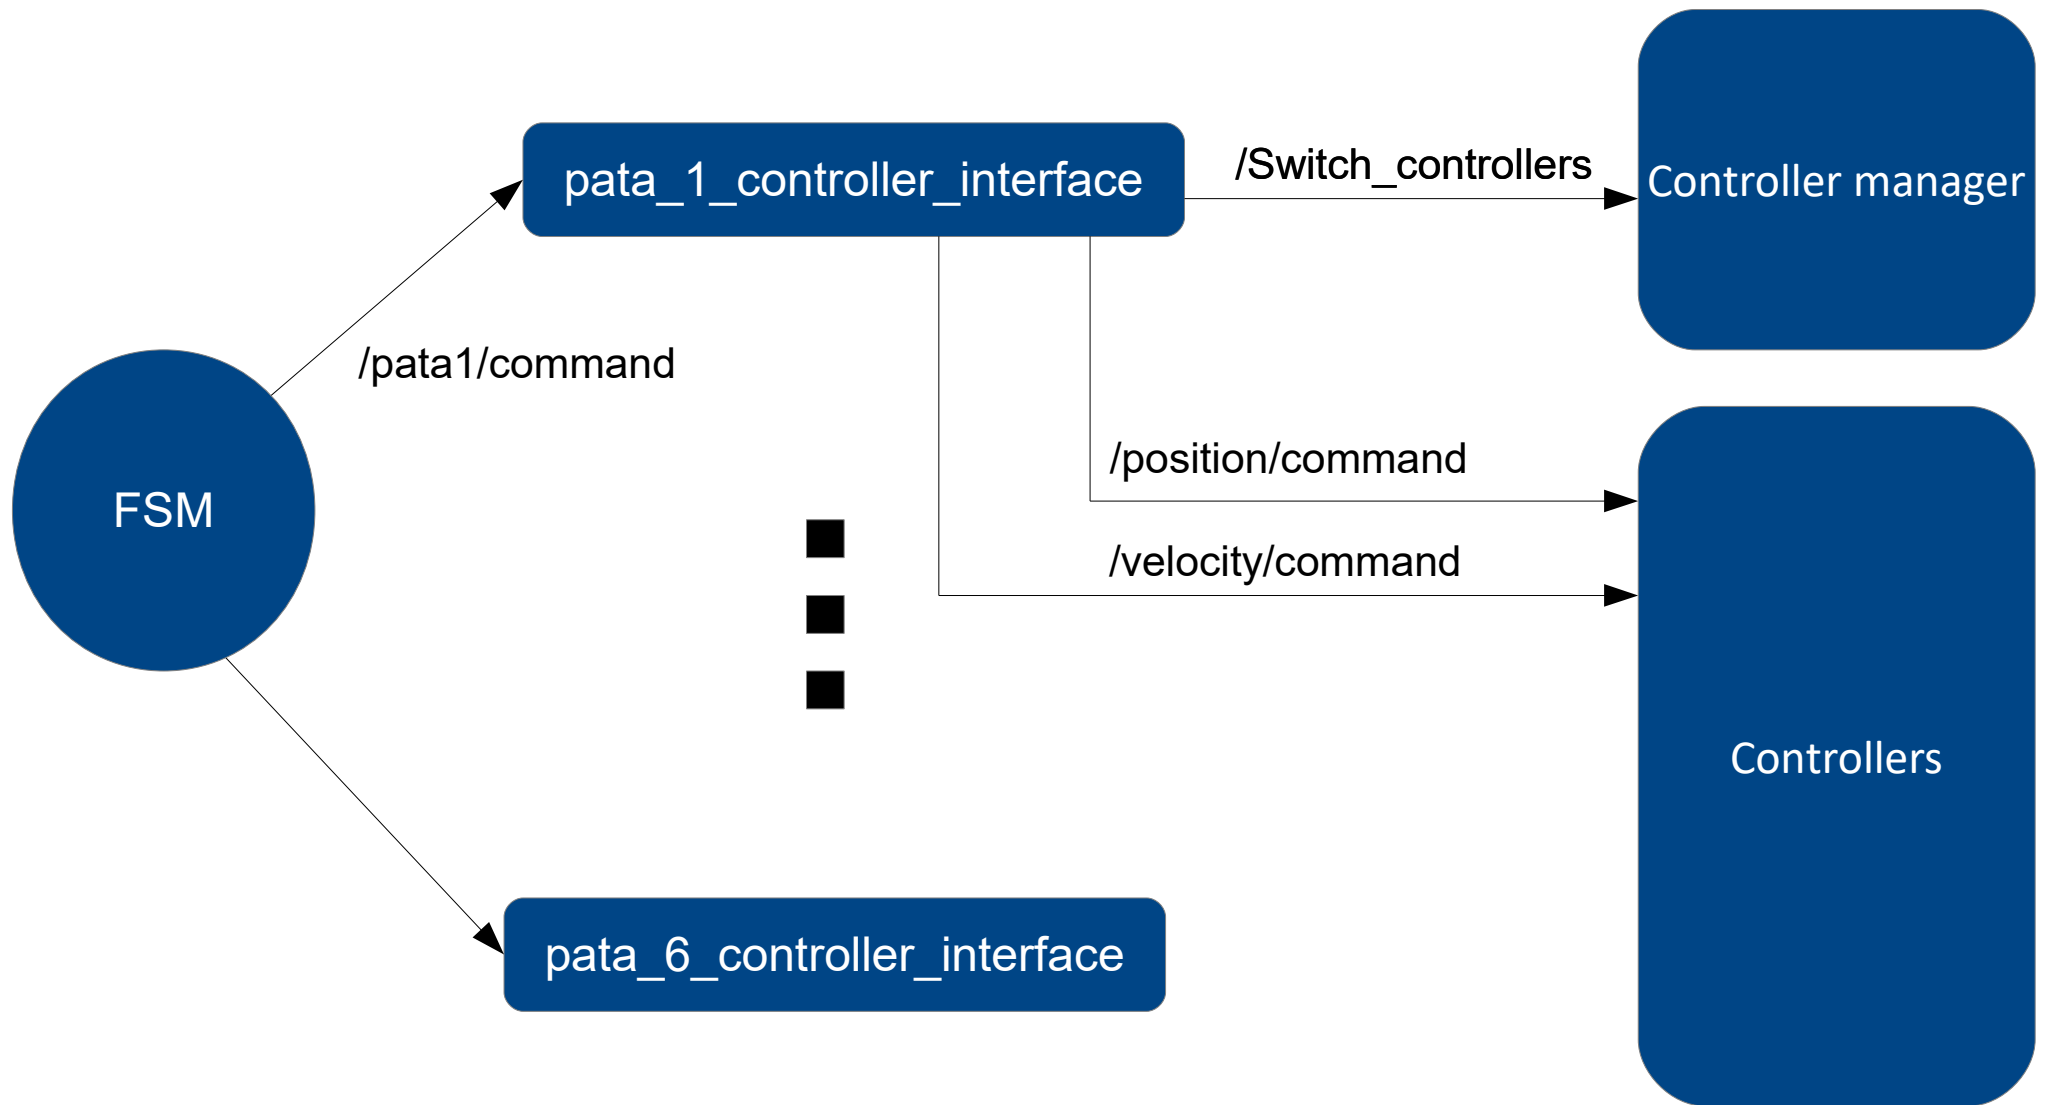 pata_1_controller_interface
/Switch_controllers
Controller manager
/pata1/command
/position/command
FSM
/velocity/command
Controllers
pata_6_controller_interface